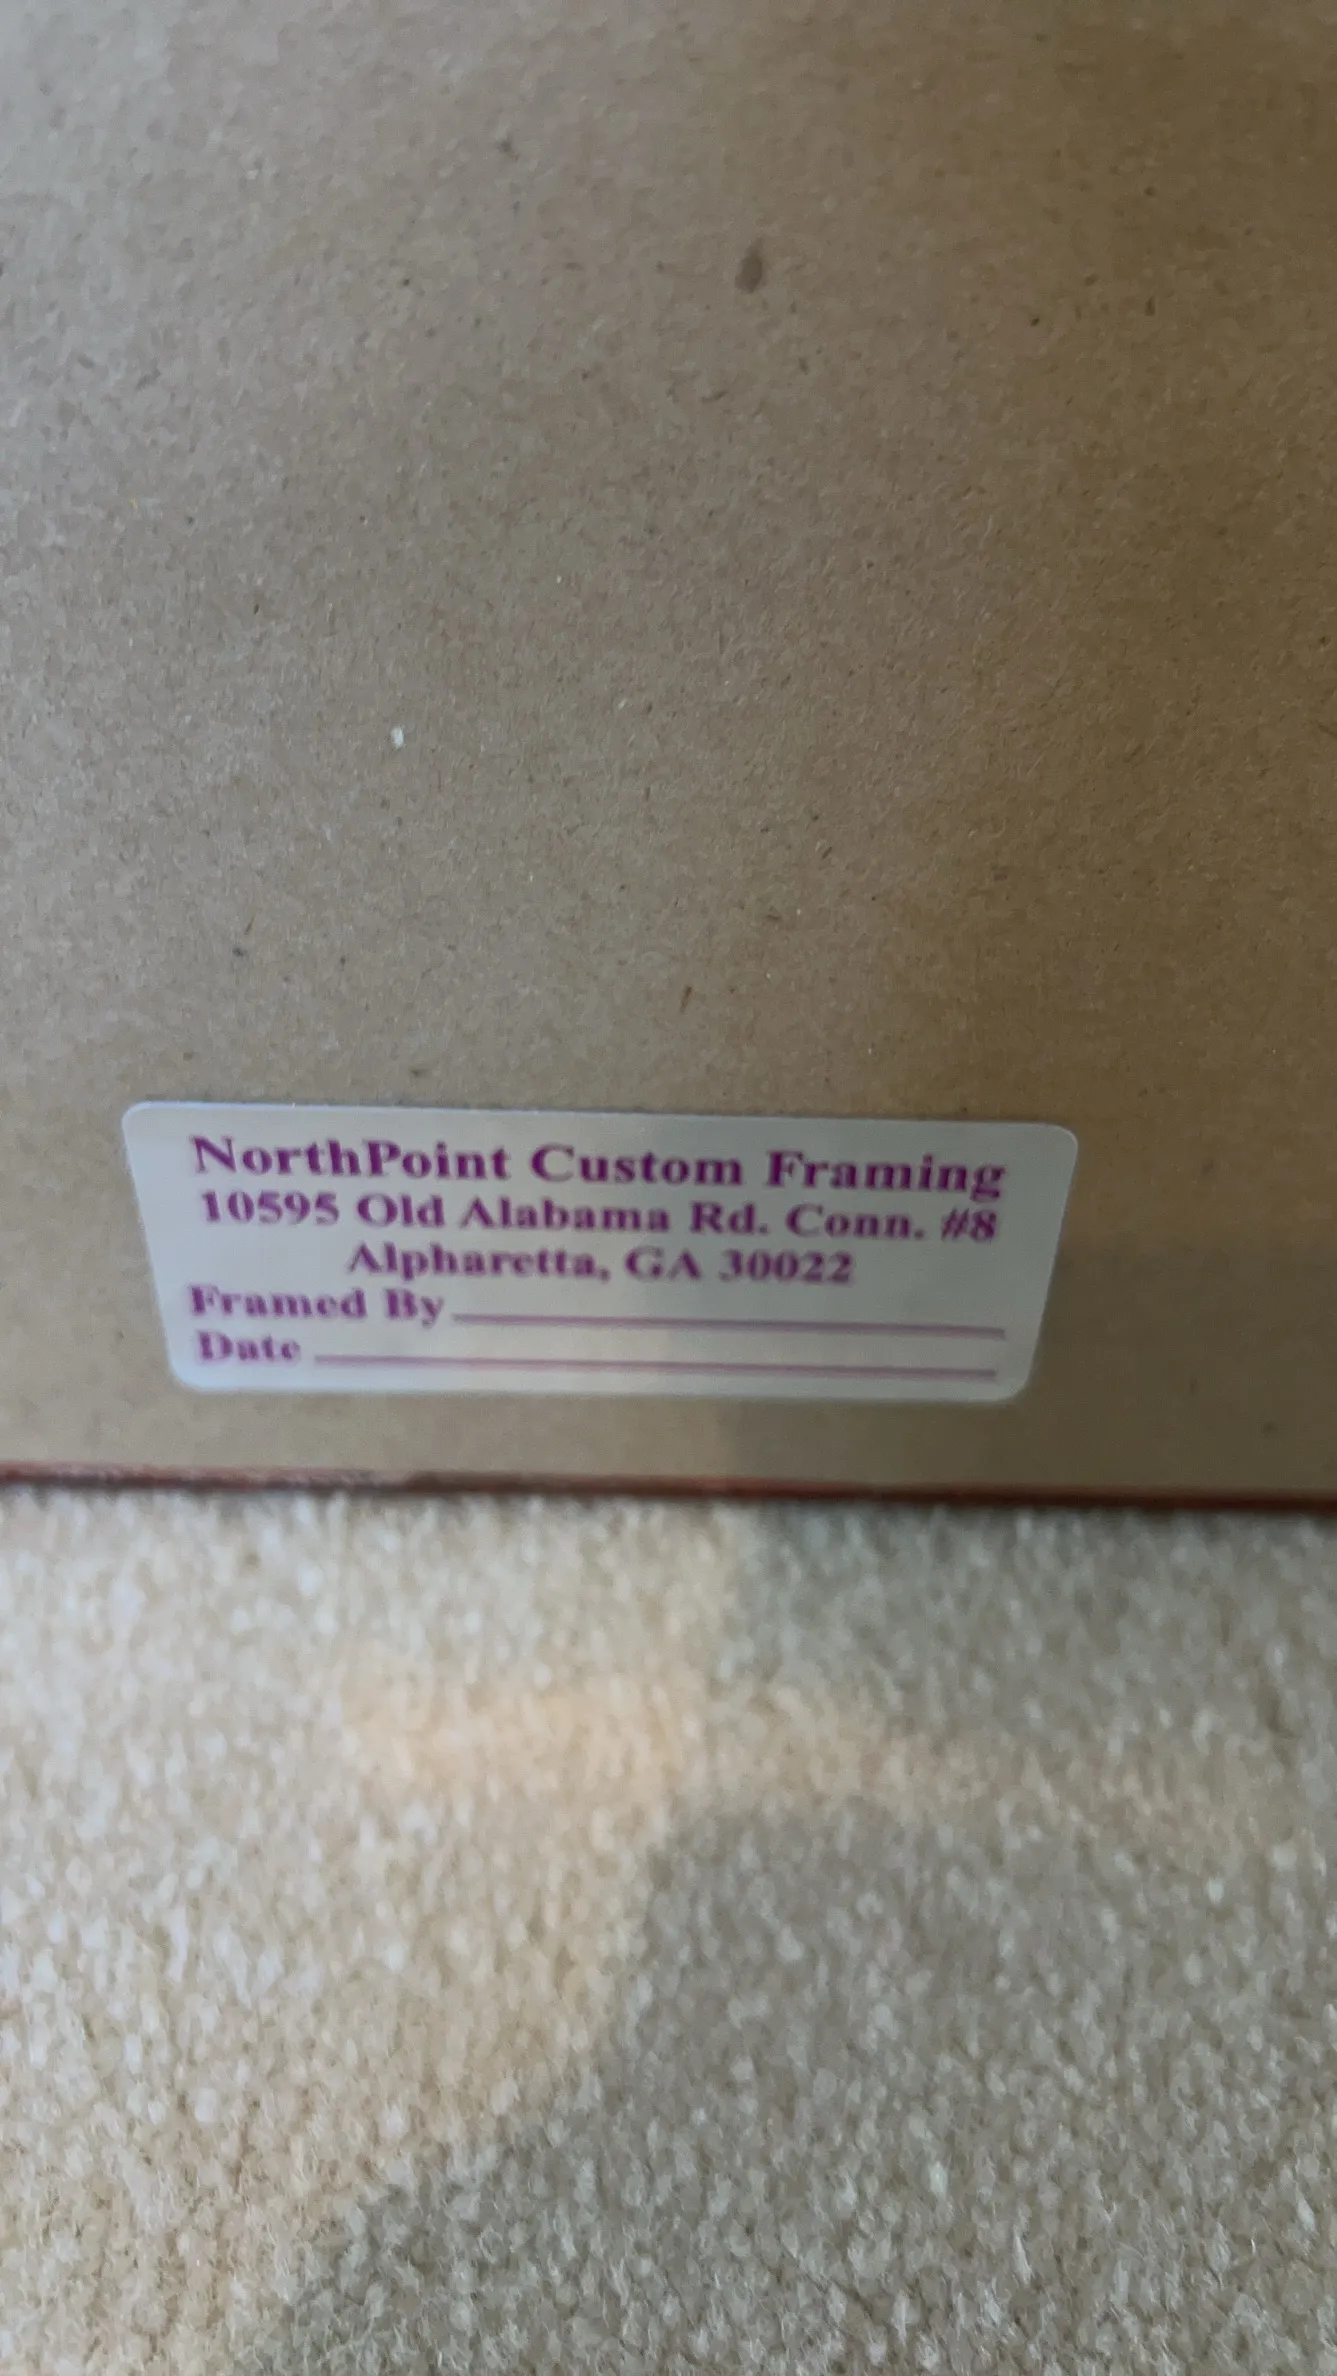 NorthPoint Custom Framing
10595 Old Alabama Rd. Conn. #8
Alpharetta, GA 30022
Framed By
Date